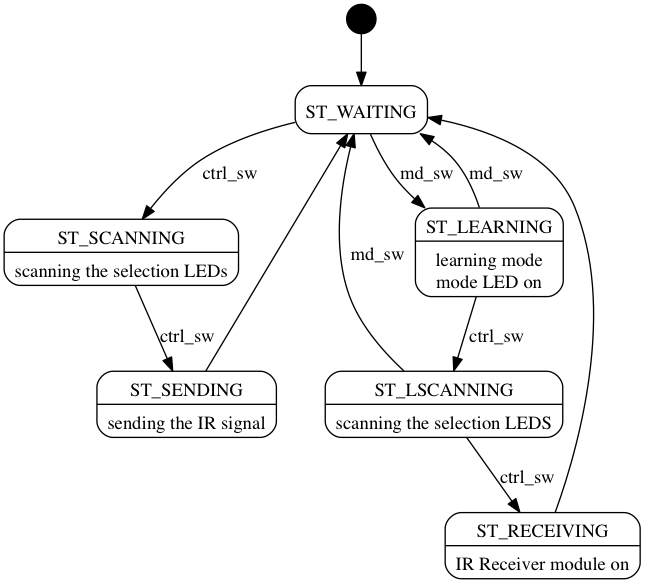 ST_WAITING
ctrl_sw
md_sw
md_sw
ST_SCANNING
scanning the selection LEDs
ST_LEARNING
learning mode
mode LED on
md_sw
ctrl_sw
ctrl_sw
ST_SENDING
sending the IR signal
ST_LSCANNING
scanning the selection LEDS
ctrl_sw
ST_RECEIVING
IR Receiver module on